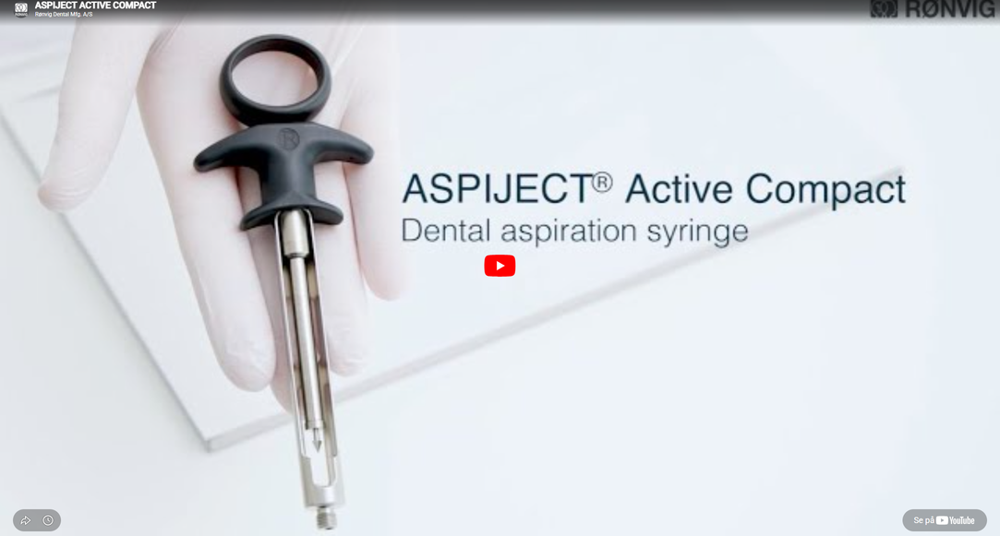 ASPIJECT ACTIVE COMPACT
Rønvig Dental Mfg. A/S
RØNVIG
ASPIJECT® Active Compact
Dental aspiration syringe
Se på YouTube